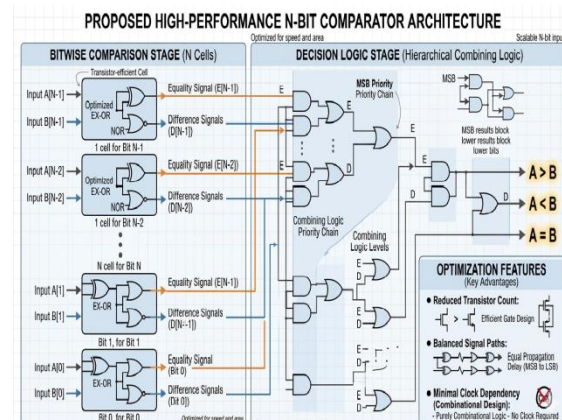 PROPOSED HIGH-PERFORMANCE N-BIT COMPARATOR ARCHITECTURE
Optimized for speed and area
Scalable N-bit input
BITWISE COMPARISON STAGE (N Cells)
Transistor-efficient Cell
Input A[N-1]
Input B[N-1]
Optimized
EX-OR
NOR
Equality Signal (E[N-1])
Difference Signals
(D[N-1])
1 cell for Bit N-1
Input A[N-2]
Input B[N-2]
Optimized
EX-OR
NOR
Equality Signal (E[N-2])
Difference Signals
(D[N-2])
1 cell for Bit N-2
N cell for Bit N
Input A[1]
Input B[1]
EX-OR
Equality Signal (E[N-1])
Difference Signals
(D[N-1])
Bit 1, for Bit 1
Input A[0]
Input B[0]
EX-OR
Equality Signal
(Bit 0)
Difference Signals
(Dit 0])
Bit 0, for Bit 0
Optimized for speed and area
DECISION LOGIC STAGE (Hierarchical Combining Logic)
E
D
MSB Priority
Priority Chain
E
E
D
E
D
Combining Logic
Priority Chain
Combining
Logic Levels
E
D
E
D
MSB
MSB results block
lower results block
lower bits
D
A > B
A < B
A = B
OPTIMIZATION FEATURES
(Key Advantages)
● Reduced Transistor Count:
> Efficient Gate Design
● Balanced Signal Paths:
Equal Propagation
Delay (MSB to LSB)
● Minimal Clock Dependency
(Combinational Design):
- Purely Combinational Logic - No Clock Required